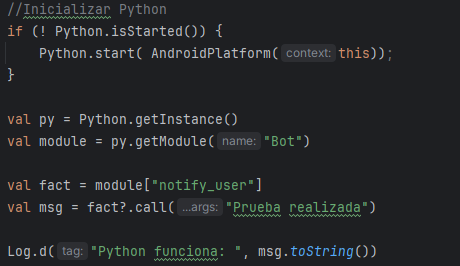 //Inicializar Python
if (! Python.isStarted()) {
    Python.start( AndroidPlatform( context: this));
}
val py = Python.getInstance()
val module = py.getModule( name: "Bot")
val fact = module["notify_user"]
val msg = fact?.call( ...args: "Prueba realizada")
Log.d( tag: "Python funciona: ", msg.toString())